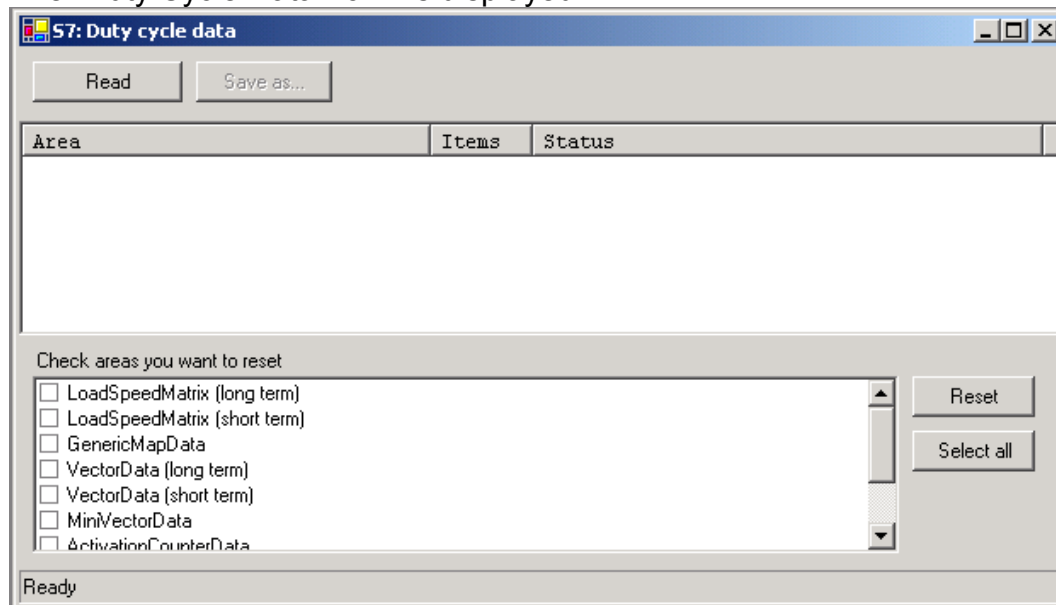 S7: Duty cycle data
Read Save as...
Area Items Status
Check areas you want to reset
LoadSpeedMatrix (long term)
LoadSpeedMatrix (short term)
Reset
GenericMapData
VectorData (long term)
Select all
VectorData (short term)
MiniVectorData
ActivationCounterData
Ready